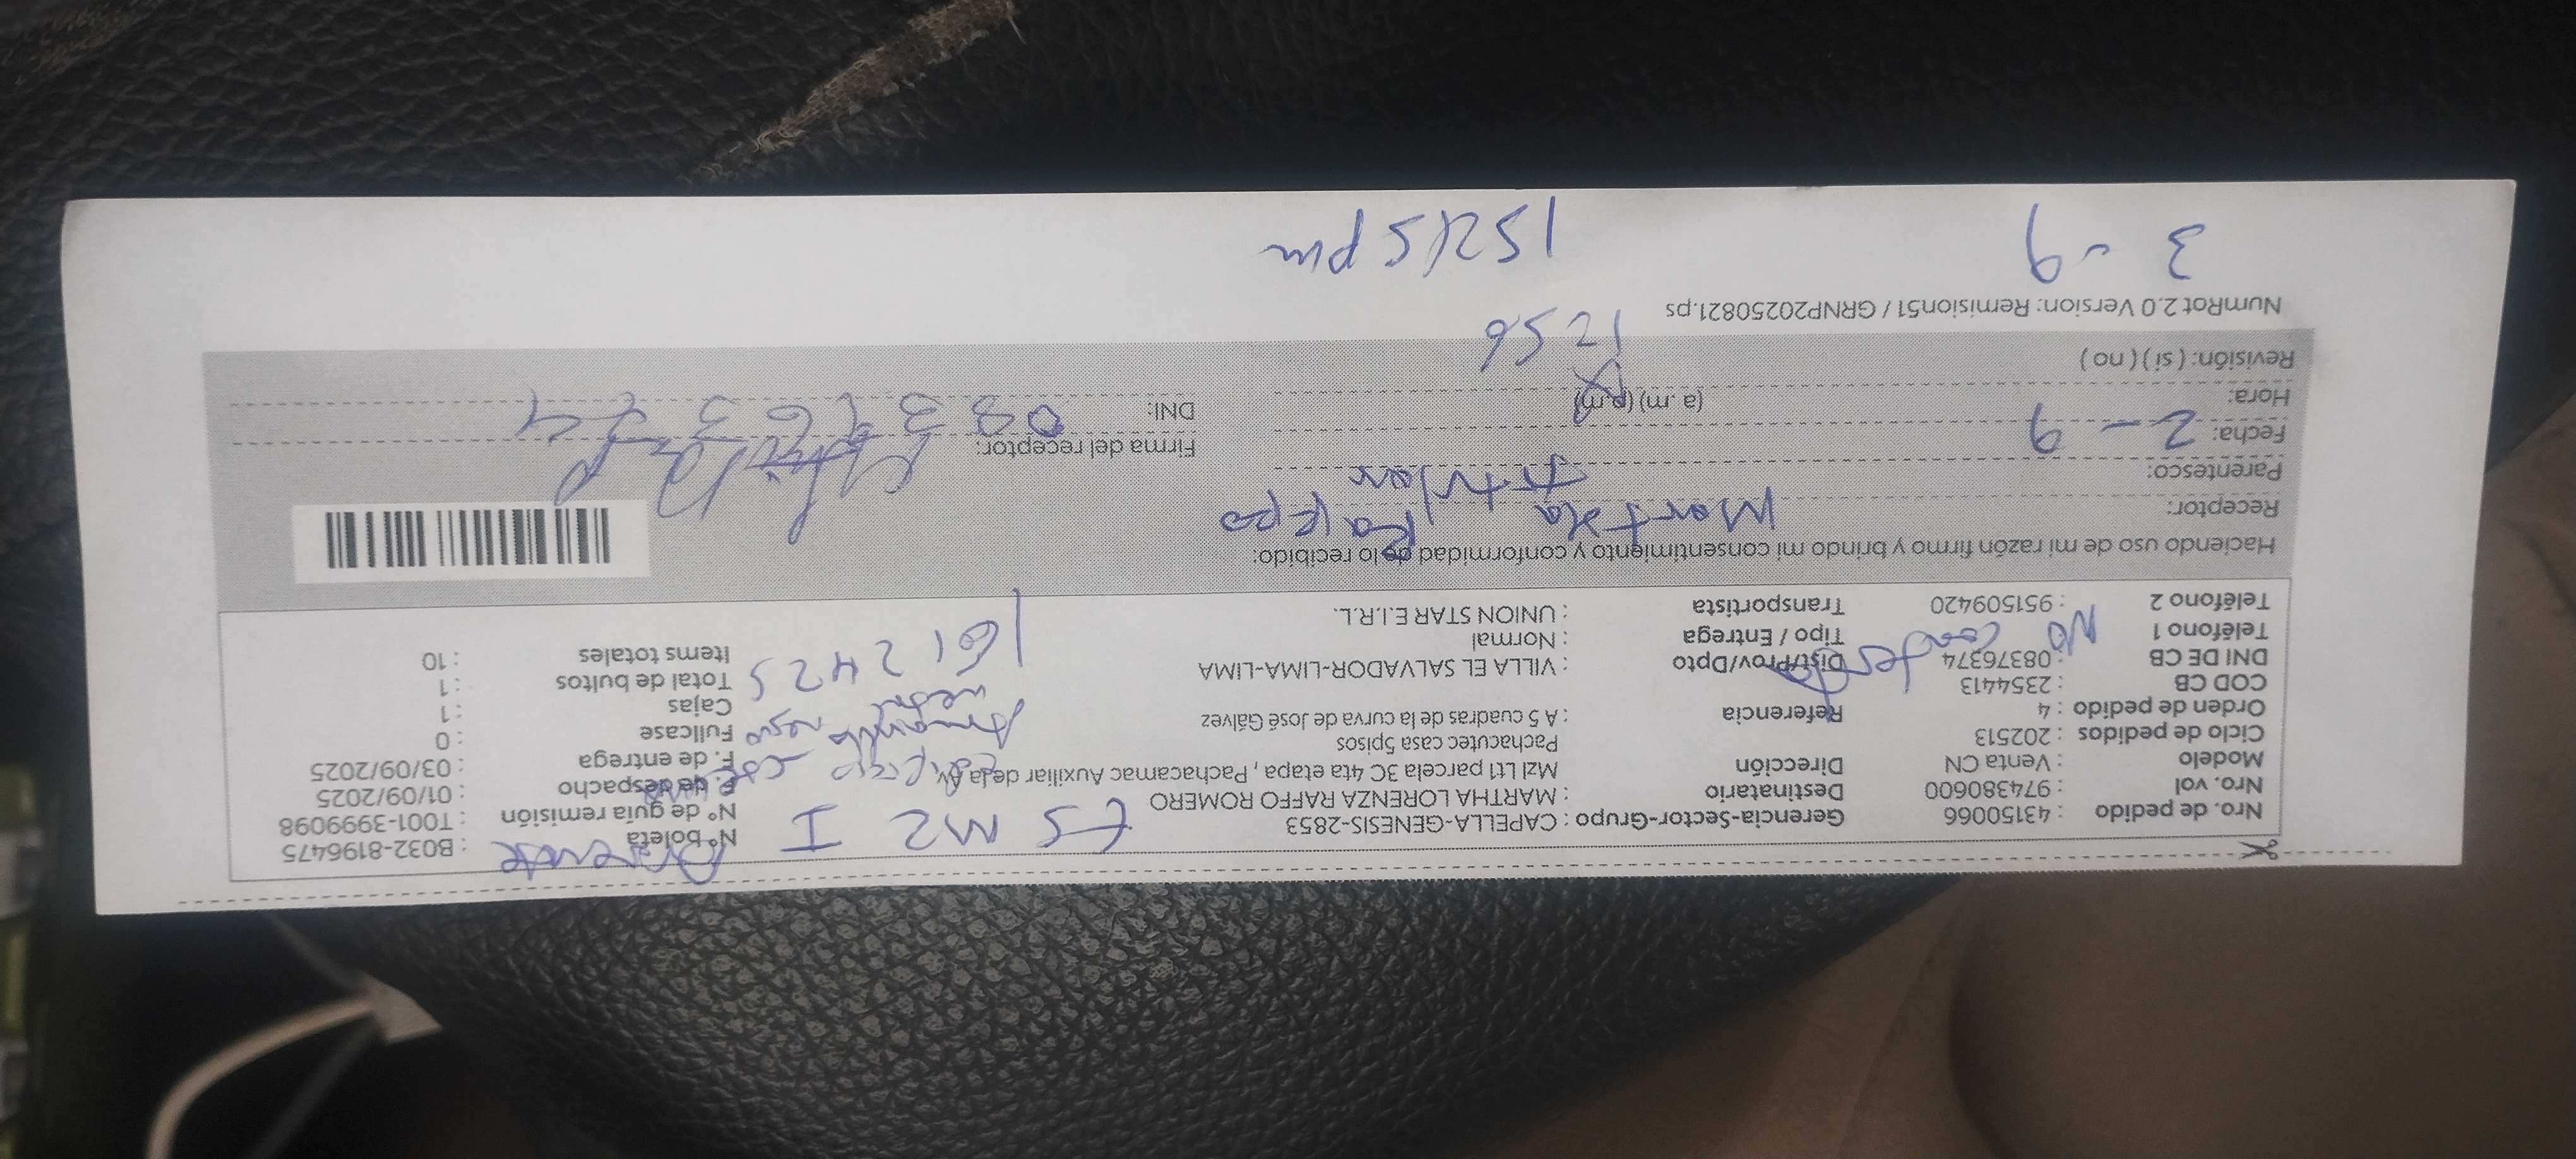 Nro. de pedido : 43150066
Nro. vol : 974380600
Modelo : Venta CN
Ciclo de pedidos : 202513
Orden de pedido : 4
COD CB : 2354413
DNI DE CB : 08376374
Teléfono 1
Teléfono 2 : 951509420
No contesta
Gerencia-Sector-Grupo : CAPELLA-GENESIS-2853
Destinatario : MARTHA LORENZA RAFFO ROMERO
Dirección : MzI Lt1 parcela 3C 4ta etapa , Pachacamac Auxiliar de la Av
Pachacutec casa 5pisos
Referencia : A 5 cuadras de la curva de José Gálvez
Dist/Prov/Dpto : VILLA EL SALVADOR-LIMA-LIMA
Tipo / Entrega : Normal
Transportista : UNION STAR E.I.R.L.
Nº boleta : B032-8196475
Nº de guía remisión : T001-3999098
F. de despacho : 01/09/2025
F. de entrega : 03/09/2025
Fullcase : 0
Cajas : 1
Total de bultos : 1
Items totales : 10
Ausente
ES MZ I
1612425
Haciendo uso de mi razón firmo y brindo mi consentimiento y conformidad de lo recibido:
Receptor: Martha Raffo
Parentesco: titular
Fecha: 2-9
Hora: (a.m) (p.m)
1256
Revisión: ( si ) ( no )
Firma del receptor:
DNI: 08376374
NumRot 2.0 Version: Remision51 / GRNP20250821.ps
3-9
pm